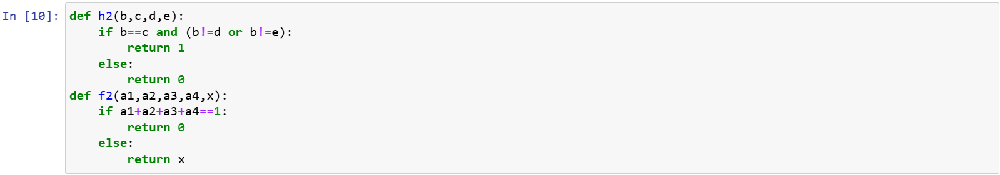 In [10]: def h2(b,c,d,e):
    if b==c and (b!=d or b!=e):
        return 1
    else:
        return 0
def f2(a1,a2,a3,a4,x):
    if a1+a2+a3+a4==1:
        return 0
    else:
        return x